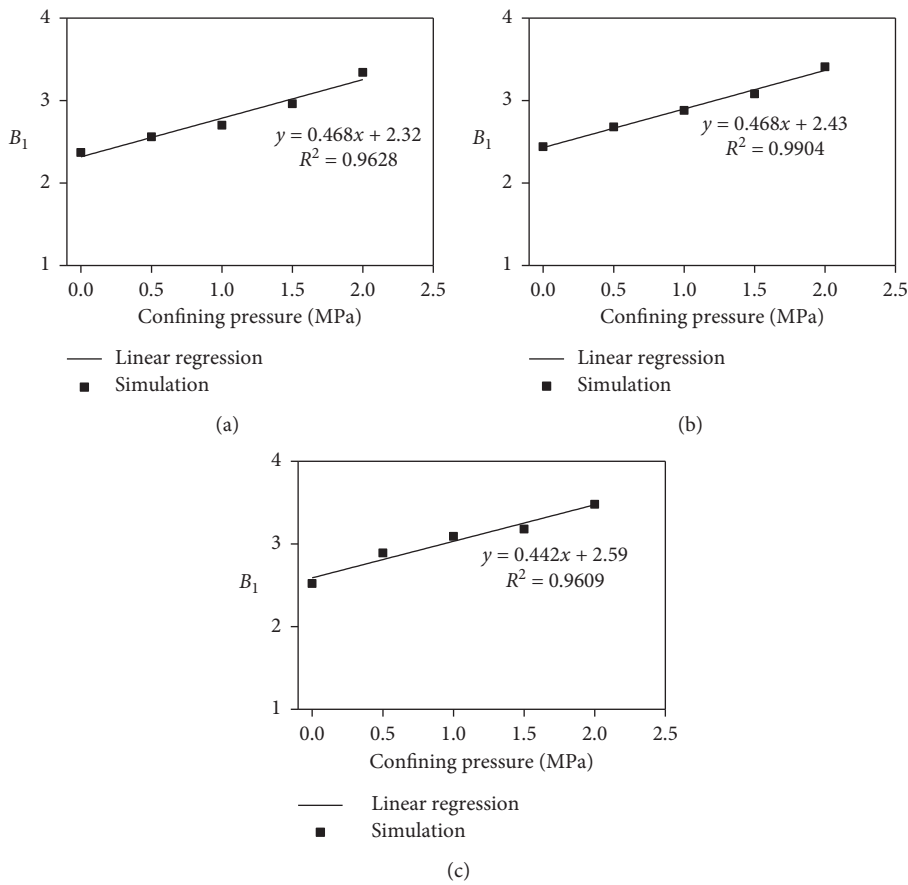 4
3
B1
2
1
y = 0.468x + 2.32
R² = 0.9628
0.0 0.5 1.0 1.5 2.0 2.5
Confining pressure (MPa)
Linear regression
Simulation
(a)
4
3
B1
2
1
y = 0.468x + 2.43
R² = 0.9904
0.0 0.5 1.0 1.5 2.0 2.5
Confining pressure (MPa)
Linear regression
Simulation
(b)
4
3
B1
2
1
y = 0.442x + 2.59
R² = 0.9609
0.0 0.5 1.0 1.5 2.0 2.5
Confining pressure (MPa)
Linear regression
Simulation
(c)